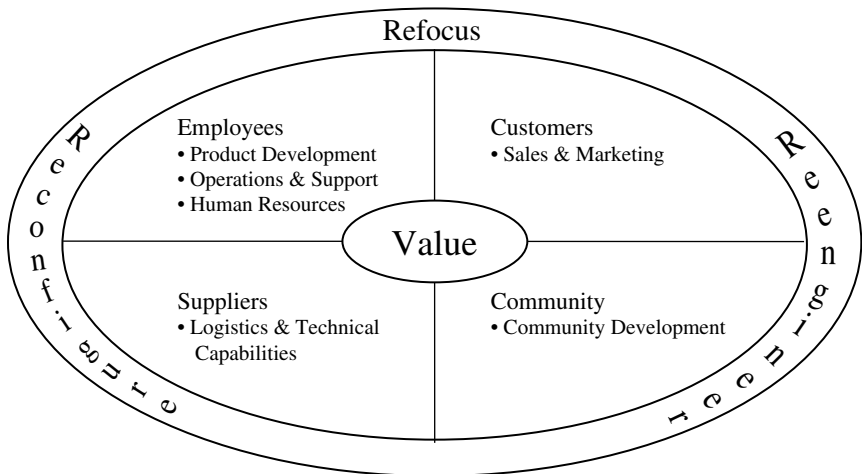 Refocus
Reconfigure
Reengineer
Employees
• Product Development
• Operations & Support
• Human Resources
Customers
• Sales & Marketing
Value
Suppliers
• Logistics & Technical
Capabilities
Community
• Community Development